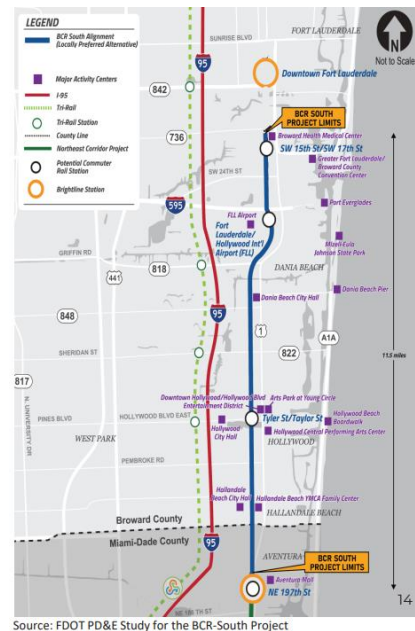 LEGEND
BCR South Alignment
(Locally Preferred Alternative)
Major Activity Centers
I-95
Tri-Rail
Tri-Rail Station
County Line
Northeast Corridor Project
Potential Commuter
Rail Station
Brightline Station
FORT LAUDERDALE
SUNRISE BLVD
95
N
Not to Scale
Downtown Fort Lauderdale
842
BCR SOUTH
PROJECT LIMITS
736
Broward Health Medical Center
SW 15th St/SW 17th St
Greater Fort Lauderdale/
Broward County
Convention Center
SW 24TH ST
595
Port Everglades
FLL Airport
Fort
Lauderdale/
Hollywood Int'l
Airport (FLL)
Mizell-Eula
Johnson State Park
GRIFFIN RD
818
441
DANIA BEACH
Dania Beach Pier
Dania Beach City Hall
848
95
1
A1A
11.5 miles
SHERIDAN ST
822
817
N. UNIVERSITY DR
Downtown Hollywood/Hollywood Blvd
Entertainment District
Arts Park at Young Circle
PINES BLVD
HOLLYWOOD BLVD EAST
Tyler St/Taylor St
Hollywood Beach
Boardwalk
Hollywood
City Hall
Hollywood Central Performing Arts Center
WEST PARK
HOLLYWOOD
PEMBROKE RD
Hallandale
Beach City Hall
Hallandale Beach YMCA Family Center
HALLANDALE BEACH
Broward County
Miami-Dade County
95
AVENTURA
BCR SOUTH
PROJECT LIMITS
Aventura Mall
NE 197th St
14
Source: FDOT PD&E Study for the BCR-South Project